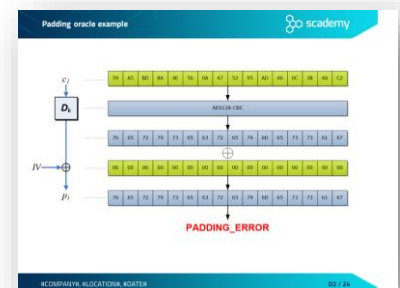 Padding oracle example
scademy
c₁
59 A5 BD 8A 4E 56 0A 47 52 95 AD 46 0C 38 4A C2
Dₖ
AES128-CBC
76 65 72 79 73 65 63 72 65 74 6D 65 73 73 61 67
IV
00 00 00 00 00 00 00 00 00 00 00 00 00 00 00 00
p₁
76 65 72 79 73 65 63 72 65 74 6D 65 73 73 61 67
PADDING_ERROR
#COMPANY#, #LOCATION#, #DATE#
02 / 26